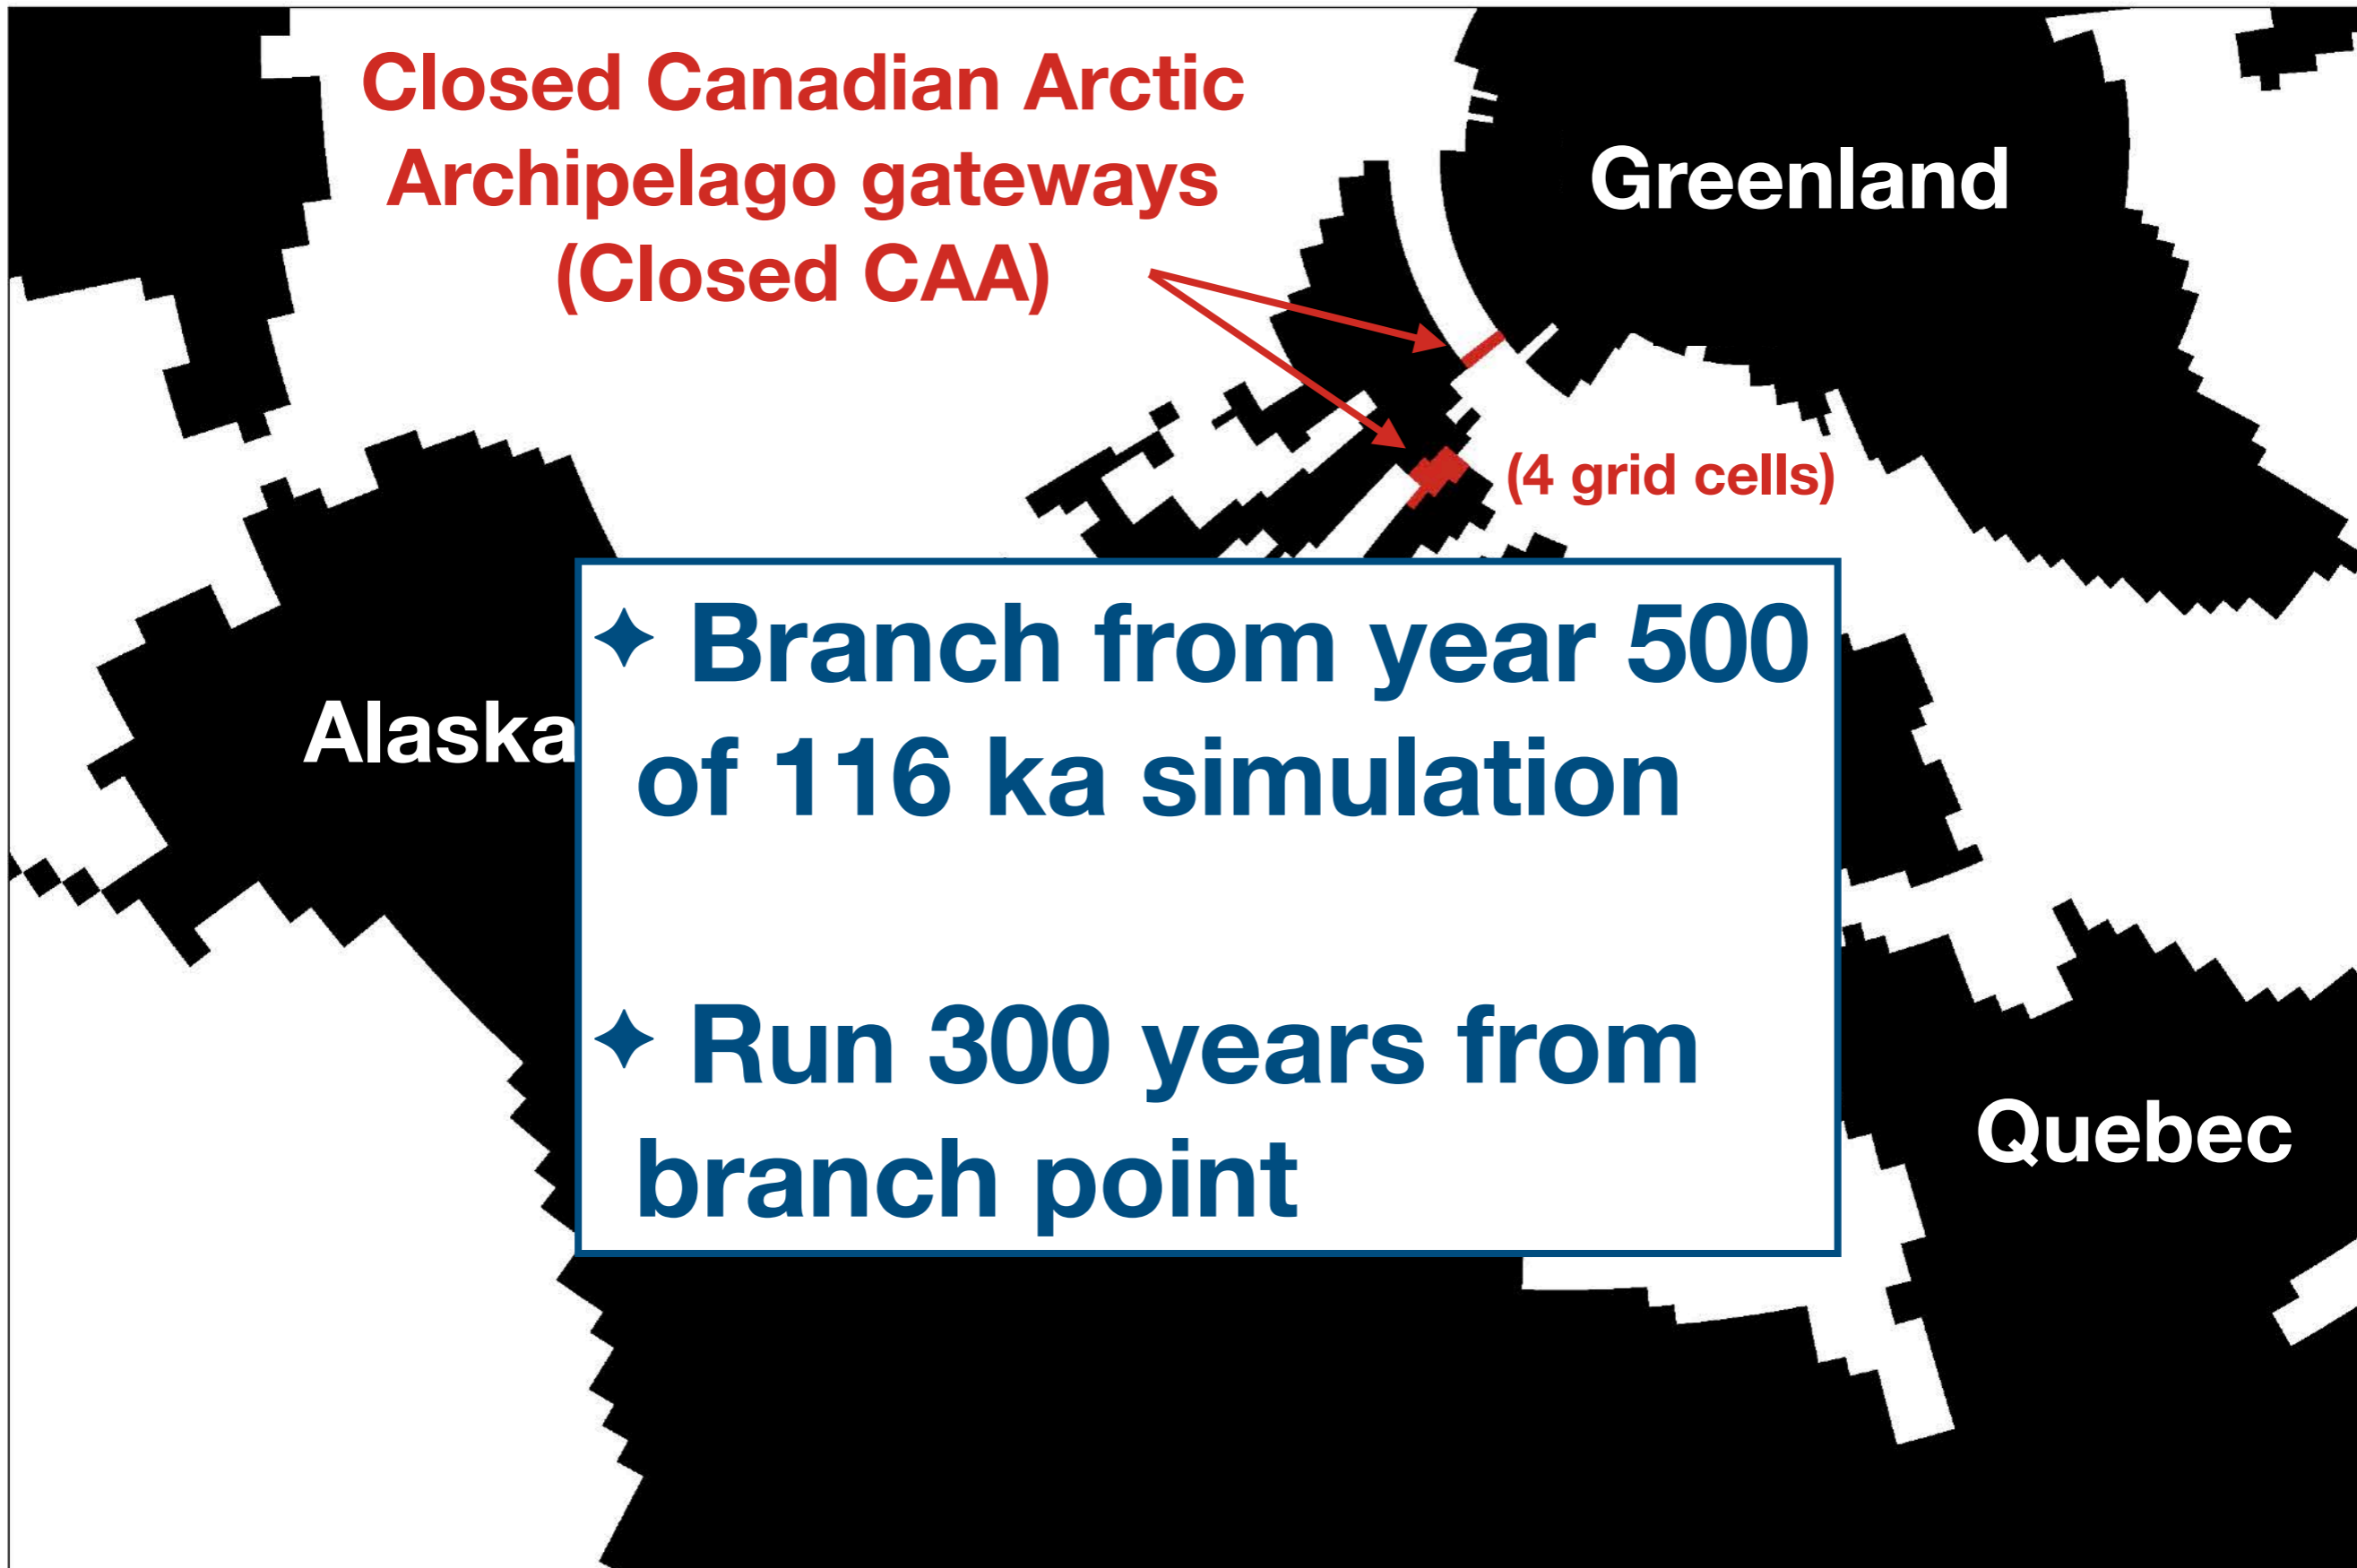 Closed Canadian Arctic
Archipelago gateways
(Closed CAA)
Greenland
(4 grid cells)
Alaska
✦ Branch from year 500
of 116 ka simulation
✦ Run 300 years from
branch point
Quebec